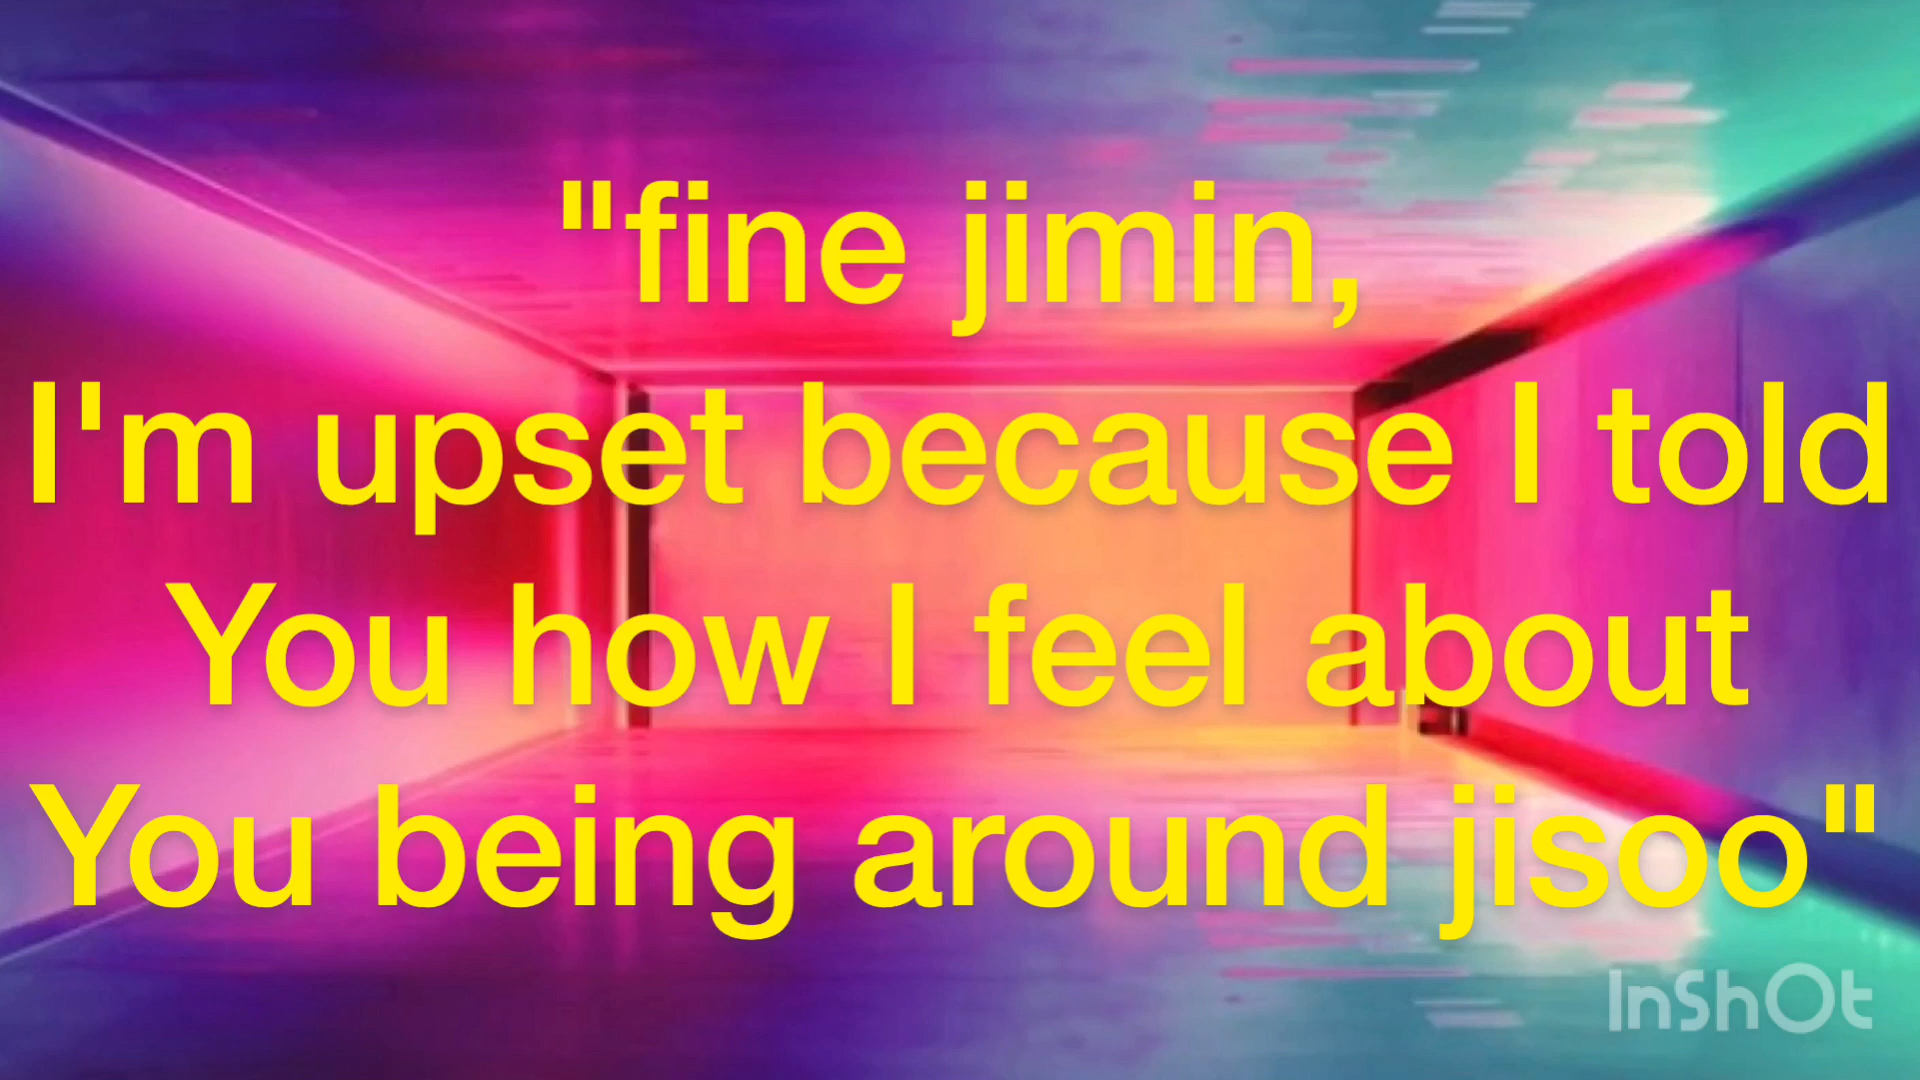 "fine jimin,
I'm upset because I told
You how I feel about
You being around jisoo"
InShOt